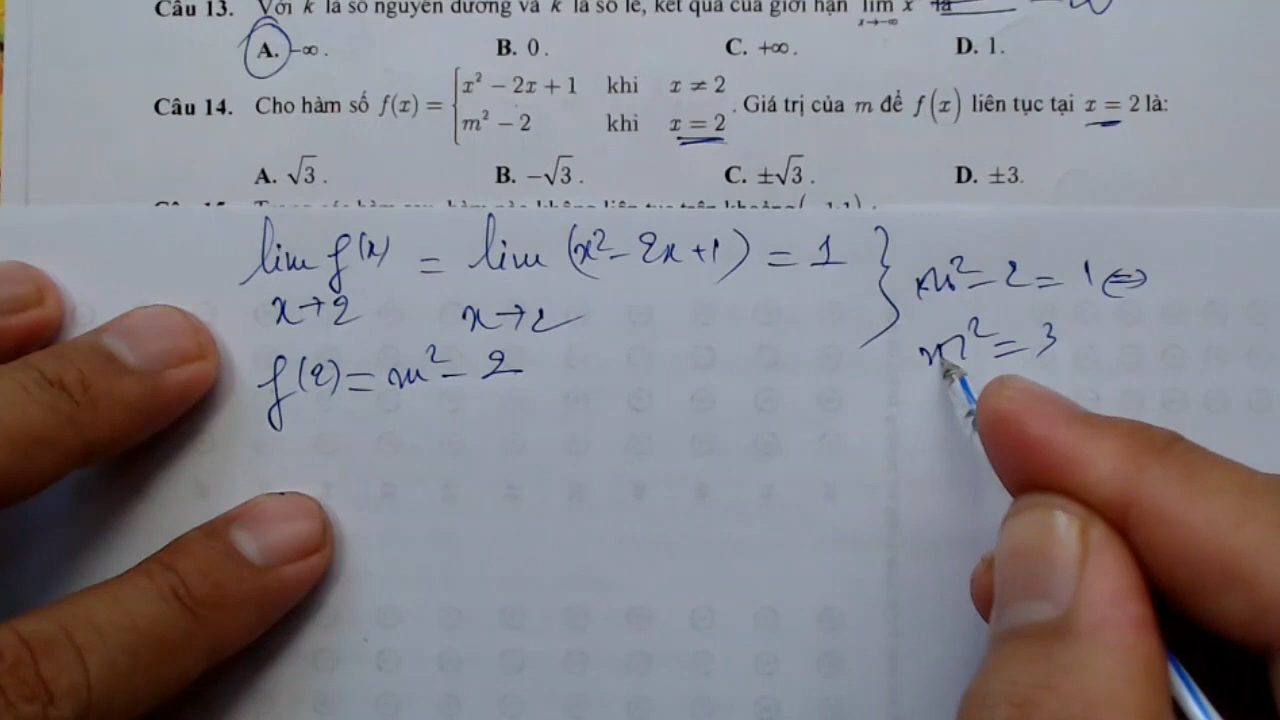 Câu 13. Với k là số nguyên dương và k là số lẻ, kết quả của giới hạn lim x là
x→-∞
A. -∞. B. 0. C. +∞. D. 1.
Câu 14. Cho hàm số f(x) = { x² - 2x + 1 khi x ≠ 2
m² - 2 khi x = 2 . Giá trị của m để f(x) liên tục tại x = 2 là:
A. √3. B. -√3. C. ±√3. D. ±3.
lim f(x) = lim (x² - 2x + 1) = 1 } m² - 2 = 1 ⇔
x→2 x→2
f(2) = m² - 2
m² = 3